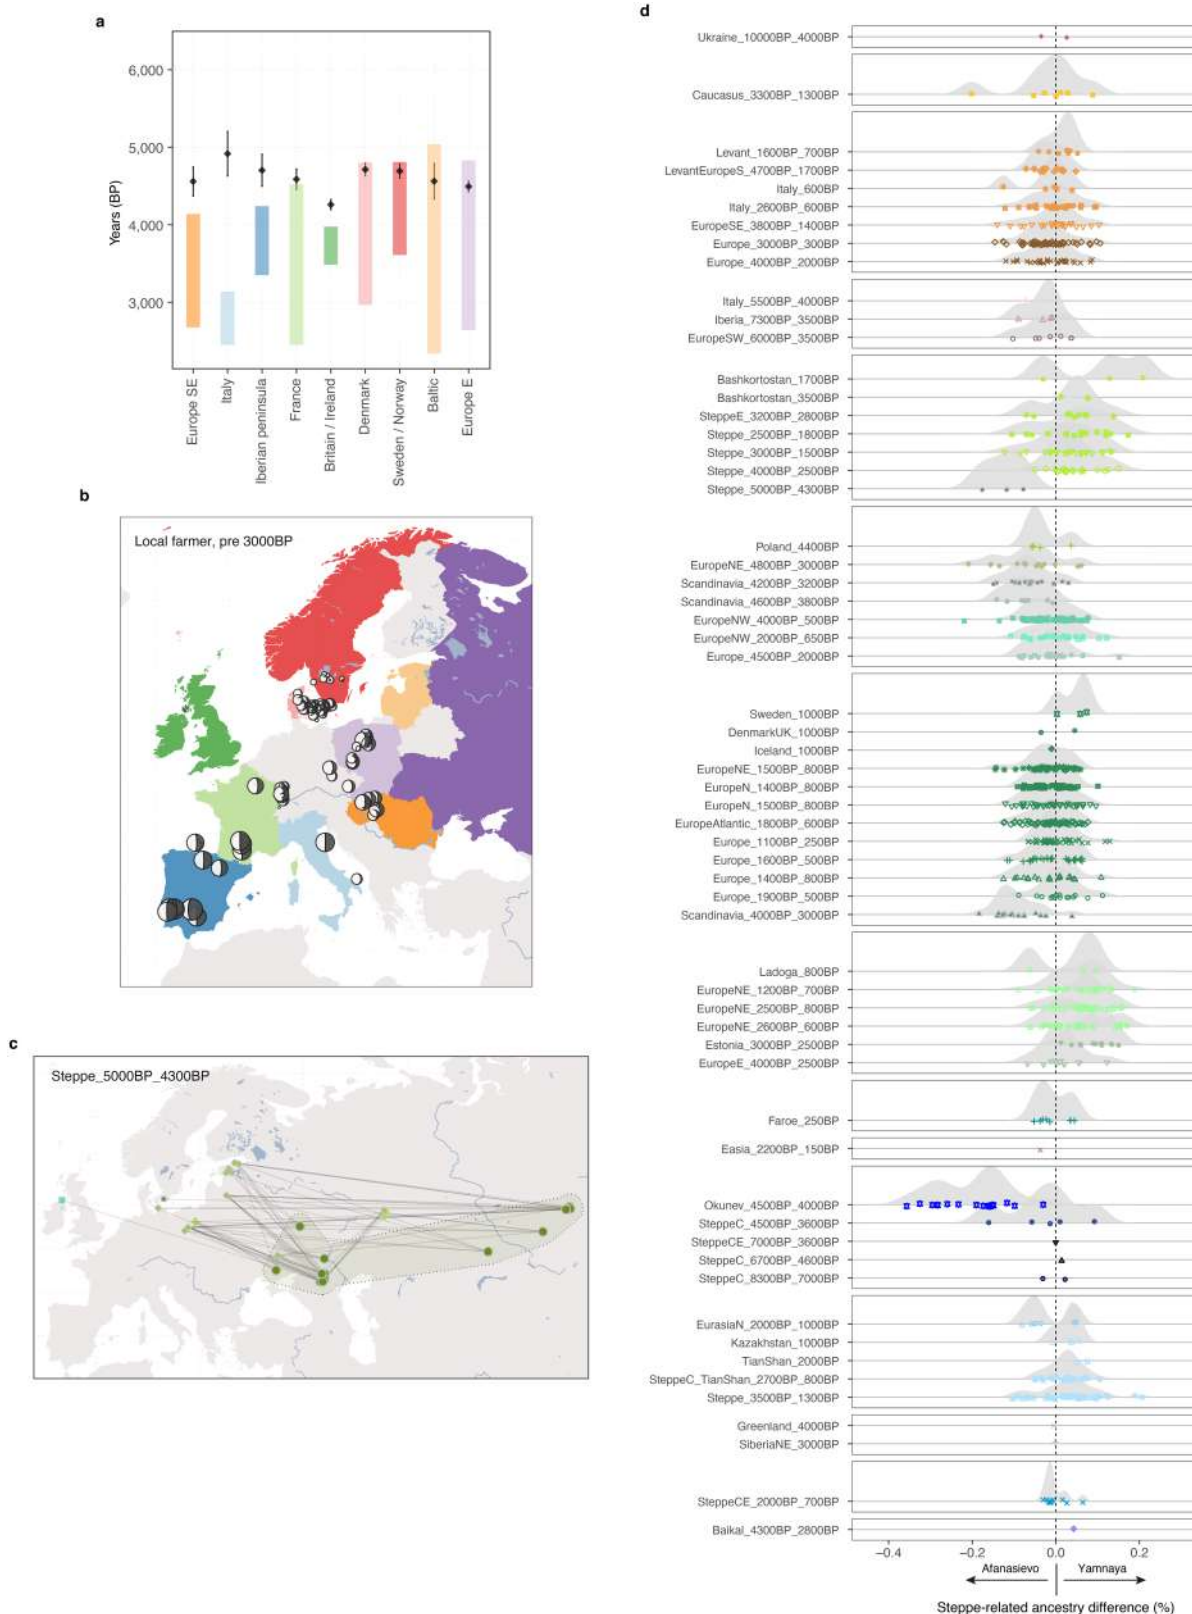 a
6,000
5,000
4,000
3,000
Years (BP)
Europe SE
Italy
Iberian peninsula
France
Britain / Ireland
Denmark
Sweden / Norway
Baltic
Europe E
b
Local farmer, pre 3000BP
c
Steppe_5000BP_4300BP
d
Ukraine_10000BP_4000BP
Caucasus_3300BP_1300BP
Levant_1600BP_700BP
LevantEuropeS_4700BP_1700BP
Italy_600BP
Italy_2600BP_600BP
EuropeSE_3800BP_1400BP
Europe_3000BP_300BP
Europe_4000BP_2000BP
Italy_5500BP_4000BP
Iberia_7300BP_3500BP
EuropeSW_6000BP_3500BP
Bashkortostan_1700BP
Bashkortostan_3500BP
SteppeE_3200BP_2800BP
Steppe_2500BP_1800BP
Steppe_3000BP_1500BP
Steppe_4000BP_2500BP
Steppe_5000BP_4300BP
Poland_4400BP
EuropeNE_4800BP_3000BP
Scandinavia_4200BP_3200BP
Scandinavia_4600BP_3800BP
EuropeNW_4000BP_500BP
EuropeNW_2000BP_650BP
Europe_4500BP_2000BP
Sweden_1000BP
DenmarkUK_1000BP
Iceland_1000BP
EuropeNE_1500BP_800BP
EuropeN_1400BP_800BP
EuropeN_1500BP_800BP
EuropeAtlantic_1800BP_600BP
Europe_1100BP_250BP
Europe_1600BP_500BP
Europe_1400BP_800BP
Europe_1900BP_500BP
Scandinavia_4000BP_3000BP
Ladoga_800BP
EuropeNE_1200BP_700BP
EuropeNE_2500BP_800BP
EuropeNE_2600BP_600BP
Estonia_3000BP_2500BP
EuropeE_4000BP_2500BP
Faroe_250BP
Easia_2200BP_150BP
Okunev_4500BP_4000BP
SteppeC_4500BP_3600BP
SteppeCE_7000BP_3600BP
SteppeC_6700BP_4600BP
SteppeC_8300BP_7000BP
EurasiaN_2000BP_1000BP
Kazakhstan_1000BP
TianShan_2000BP
SteppeC_TianShan_2700BP_800BP
Steppe_3500BP_1300BP
Greenland_4000BP
SiberiaNE_3000BP
SteppeCE_2000BP_700BP
Baikal_4300BP_2800BP
−0.4 −0.2 0.0 0.2
Afanasievo Yamnaya
Steppe-related ancestry difference (%)